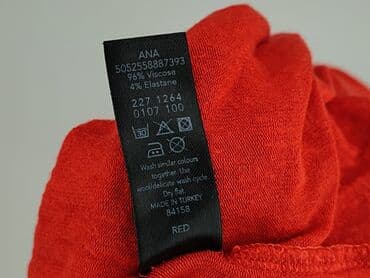 ANA
5052558887393
96% Viscose
4% Elastane
227 1264
0107 100
30
Wash similar colours
together. Use
wool/delicate wash cycle.
Dry flat.
MADE IN TURKEY
84158
RED